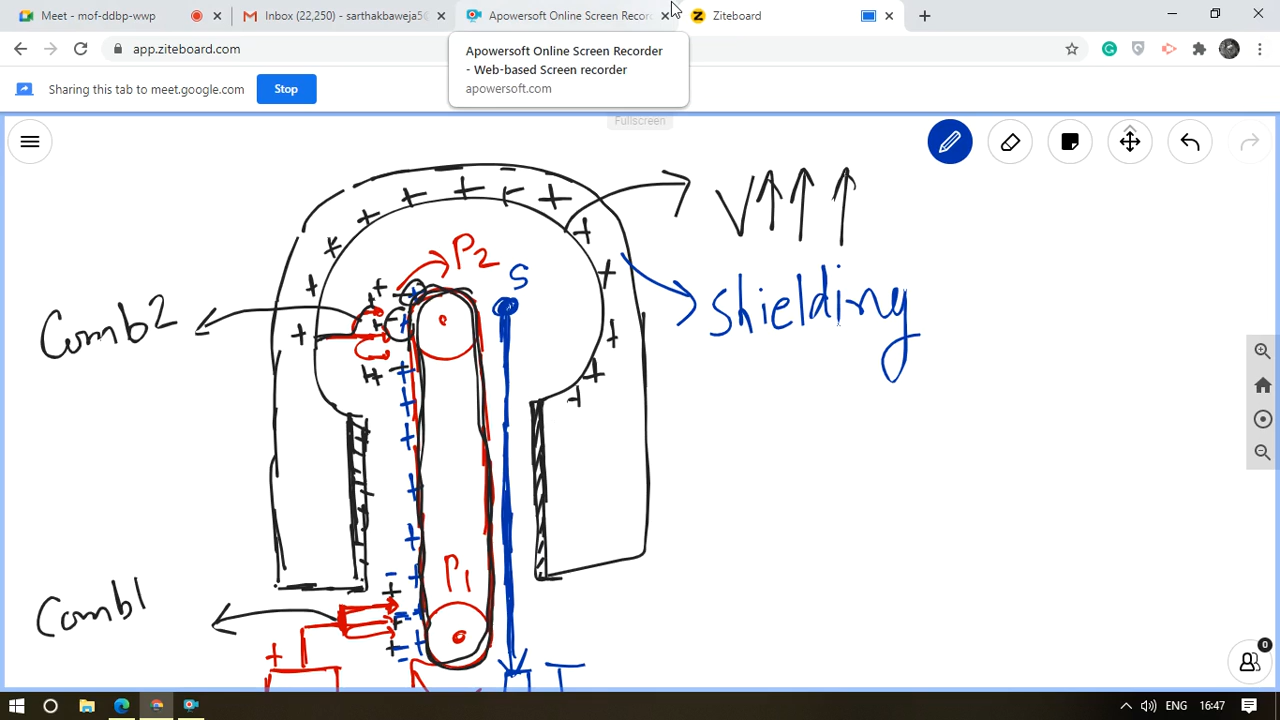 Meet - mof-ddbp-wwp
Inbox (22,250) - sarthakbaweja5
Apowersoft Online Screen Recor
Ziteboard
app.ziteboard.com
Apowersoft Online Screen Recorder
- Web-based Screen recorder
apowersoft.com
Sharing this tab to meet.google.com
Stop
Fullscreen
V↑↑↑
P2
S
Comb2
Shielding
P1
Comb1
T
0
ENG
16:47